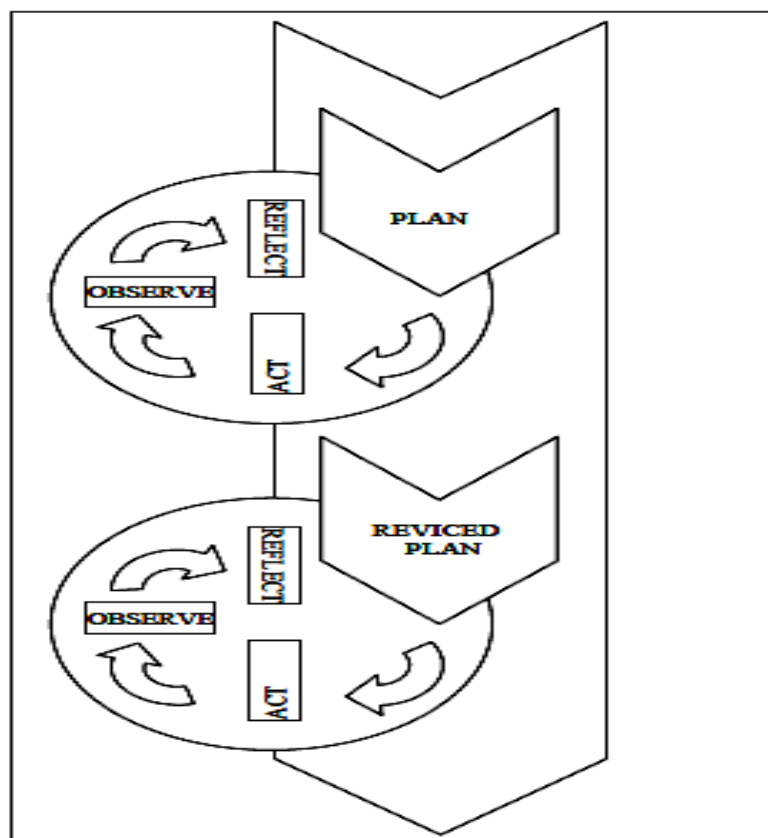 PLAN
REFLECT
OBSERVE
ACT
REVICED
PLAN
REFLECT
OBSERVE
ACT